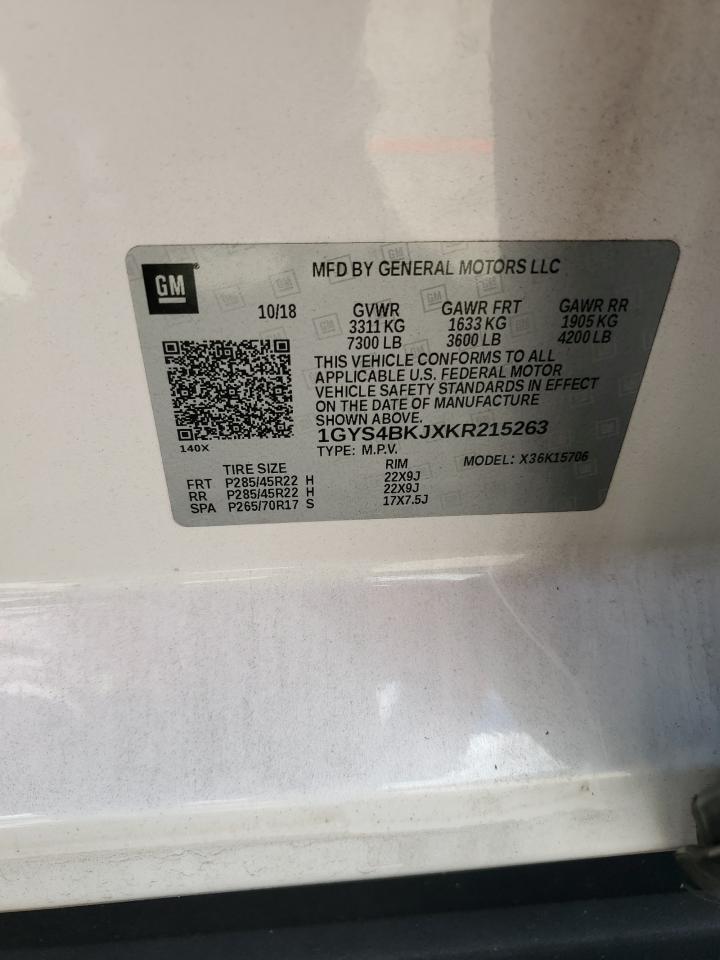 GM
MFD BY GENERAL MOTORS LLC
10/18 GVWR GAWR FRT GAWR RR
3311 KG 1633 KG 1905 KG
7300 LB 3600 LB 4200 LB
THIS VEHICLE CONFORMS TO ALL
APPLICABLE U.S. FEDERAL MOTOR
VEHICLE SAFETY STANDARDS IN EFFECT
ON THE DATE OF MANUFACTURE
SHOWN ABOVE.
1GYS4BKJXKR215263
140X
TYPE: M.P.V. MODEL: X36K15706
TIRE SIZE RIM
FRT P285/45R22 H 22X9J
RR P285/45R22 H 22X9J
SPA P265/70R17 S 17X7.5J